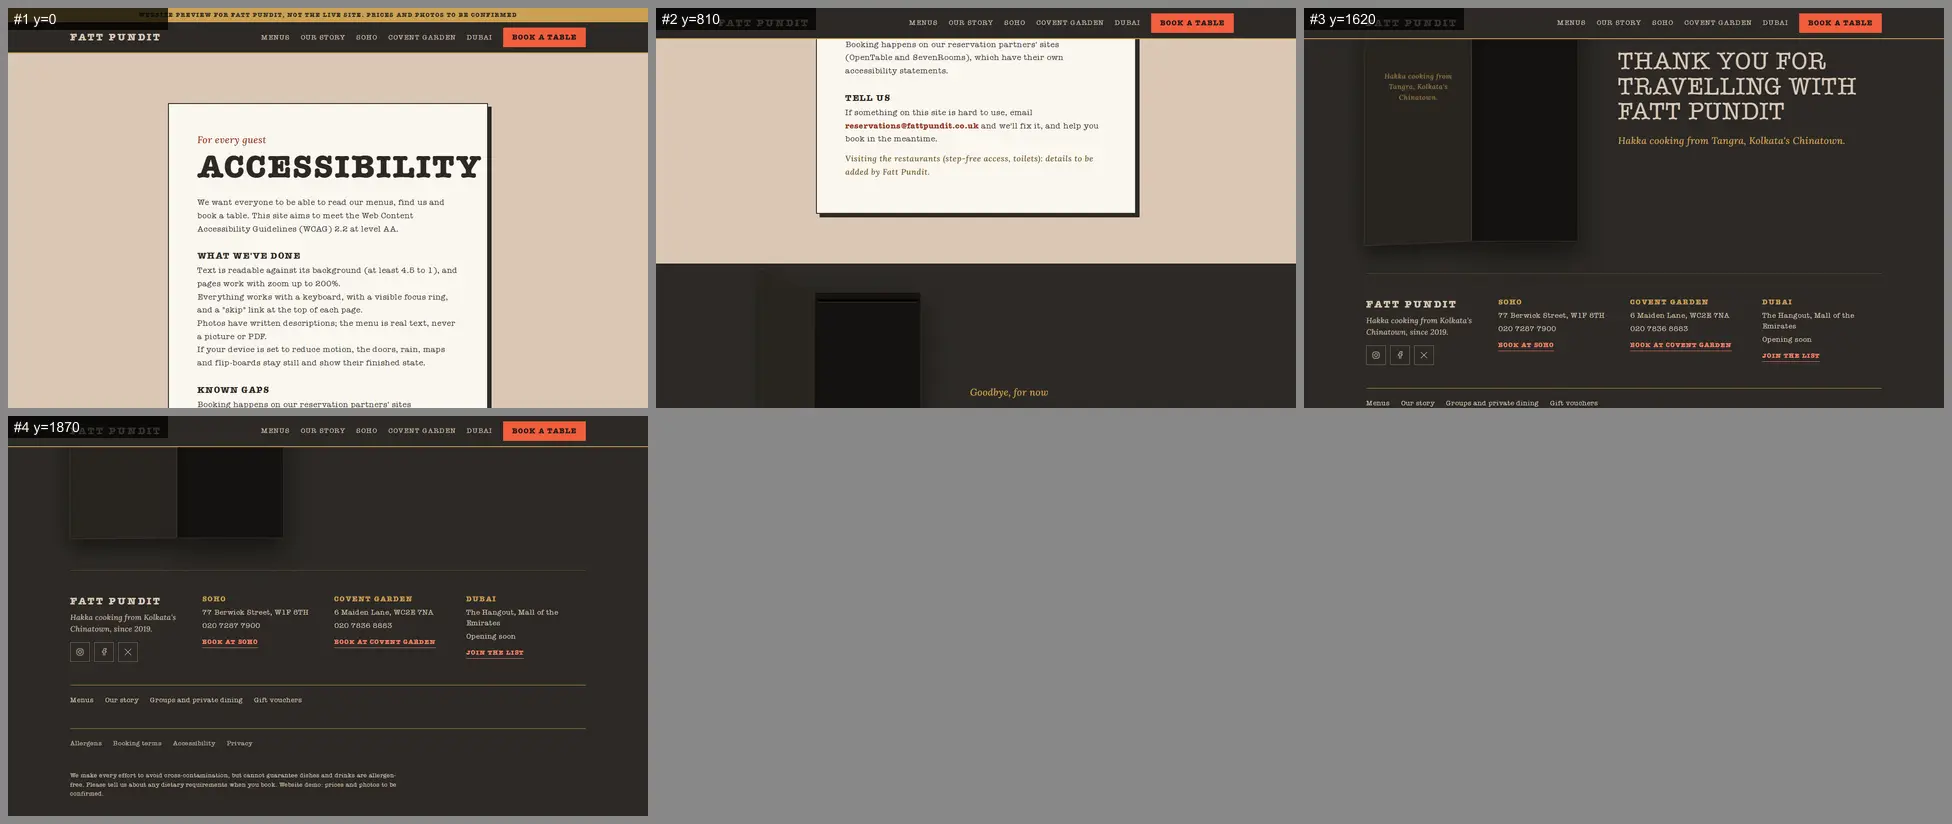 #1 y=0
WEBSITE PREVIEW FOR FATT PUNDIT, NOT THE LIVE SITE. PRICES AND PHOTOS TO BE CONFIRMED
FATT PUNDIT
MENUS OUR STORY SOHO COVENT GARDEN DUBAI BOOK A TABLE
For every guest
ACCESSIBILITY
We want everyone to be able to read our menus, find us and
book a table. This site aims to meet the Web Content
Accessibility Guidelines (WCAG) 2.2 at level AA.
WHAT WE'VE DONE
Text is readable against its background (at least 4.5 to 1), and
pages work with zoom up to 200%.
Everything works with a keyboard, with a visible focus ring,
and a "skip" link at the top of each page.
Photos have written descriptions; the menu is real text, never
a picture or PDF.
If your device is set to reduce motion, the doors, rain, maps
and flip-boards stay still and show their finished state.
KNOWN GAPS
Booking happens on our reservation partners' sites
#2 y=810
FATT PUNDIT
MENUS OUR STORY SOHO COVENT GARDEN DUBAI BOOK A TABLE
Booking happens on our reservation partners' sites
(OpenTable and SevenRooms), which have their own
accessibility statements.
TELL US
If something on this site is hard to use, email
reservations@fattpundit.co.uk and we'll fix it, and help you
book in the meantime.
Visiting the restaurants (step-free access, toilets): details to be
added by Fatt Pundit.
Goodbye, for now
#3 y=1620
FATT PUNDIT
MENUS OUR STORY SOHO COVENT GARDEN DUBAI BOOK A TABLE
Hakka cooking from
Tangra, Kolkata's
Chinatown.
THANK YOU FOR
TRAVELLING WITH
FATT PUNDIT
Hakka cooking from Tangra, Kolkata's Chinatown.
FATT PUNDIT
Hakka cooking from Kolkata's
Chinatown, since 2019.
SOHO
77 Berwick Street, W1F 8TH
020 7287 7900
BOOK AT SOHO
COVENT GARDEN
6 Maiden Lane, WC2E 7NA
020 7836 8883
BOOK AT COVENT GARDEN
DUBAI
The Hangout, Mall of the
Emirates
Opening soon
JOIN THE LIST
Menus Our story Groups and private dining Gift vouchers
#4 y=1870
FATT PUNDIT
MENUS OUR STORY SOHO COVENT GARDEN DUBAI BOOK A TABLE
FATT PUNDIT
Hakka cooking from Kolkata's
Chinatown, since 2019.
SOHO
77 Berwick Street, W1F 8TH
020 7287 7900
BOOK AT SOHO
COVENT GARDEN
6 Maiden Lane, WC2E 7NA
020 7836 8883
BOOK AT COVENT GARDEN
DUBAI
The Hangout, Mall of the
Emirates
Opening soon
JOIN THE LIST
Menus Our story Groups and private dining Gift vouchers
Allergens Booking terms Accessibility Privacy
We make every effort to avoid cross-contamination, but cannot guarantee dishes and drinks are allergen-
free. Please tell us about any dietary requirements when you book. Website demo: prices and photos to be
confirmed.